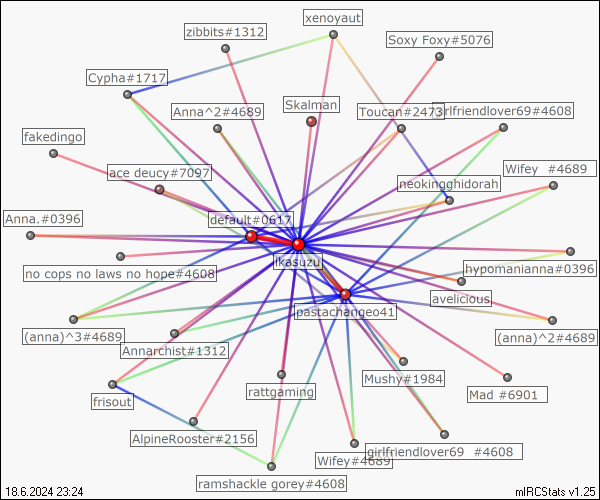 xenoyaut
zibbits#1312
Soxy Foxy#5076
Cypha#1717
Skalman
Anna^2#4689
Toucan#2473
girlfriendlover69#4608
fakedingo
ace deucy#7097
Wifey  #4689
neokingghidorah
Anna.#0396
default#0617
ikasuzu
no cops no laws no hope#4608
hypomanianna#0396
avelicious
pastachangeo41
(anna)^3#4689
(anna)^2#4689
Annarchist#1312
Mushy#1984
rattgaming
Mad #6901
frisout
AlpineRooster#2156
girlfriendlover69  #4608
Wifey#4689
ramshackle gorey#4608
18.6.2024 23:24
mIRCStats v1.25